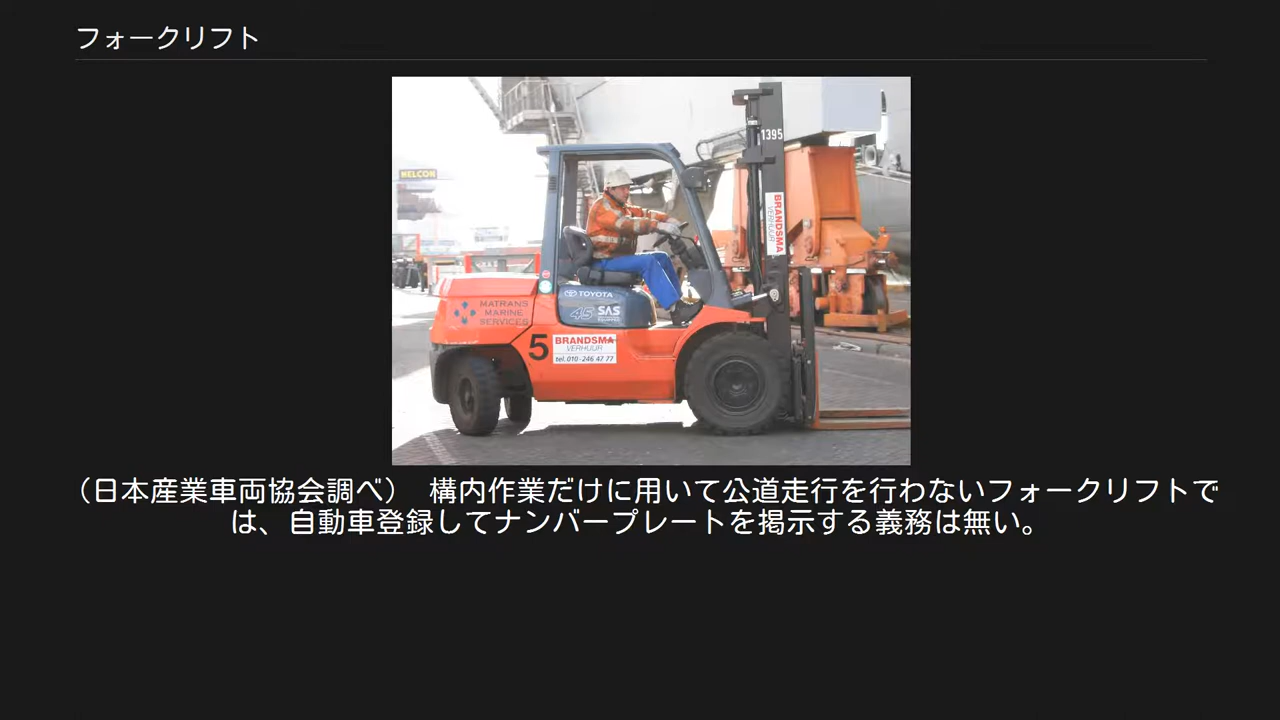 フォークリフト
1395
NELCON
BRANDSMA
VERHUUR
TOYOTA
45 SAS
MATRANS
MARINE
SERVICES
5
BRANDSMA
VERHUUR
tel.010-246 47 77
（日本産業車両協会調べ） 構内作業だけに用いて公道走行を行わないフォークリフトで
は、自動車登録してナンバープレートを掲示する義務は無い。